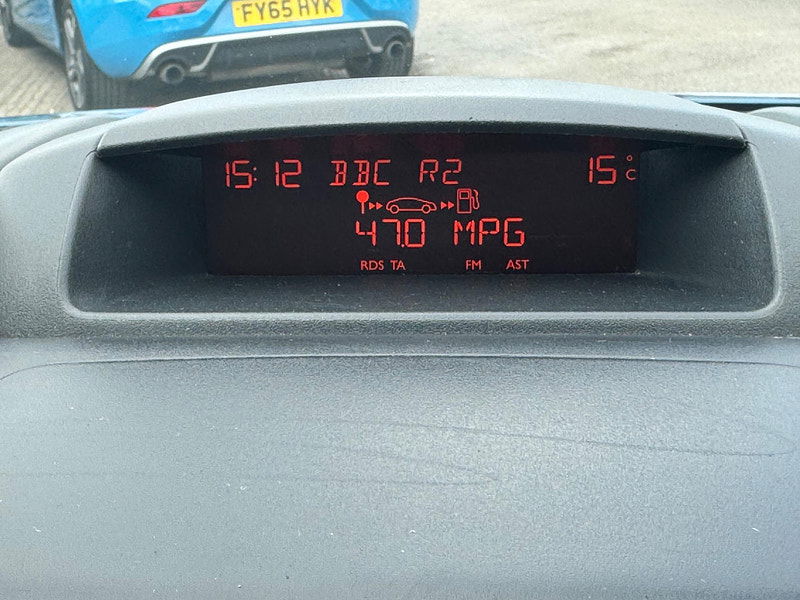 FY65 HYK
15:12 BBC R2 15°C
47.0 MPG
RDS TA FM AST